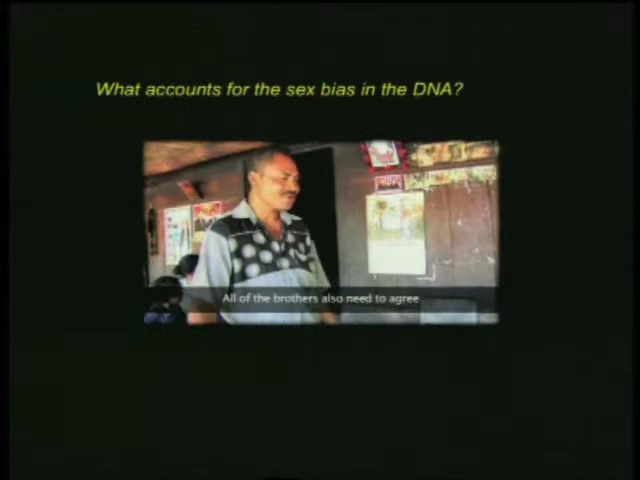 What accounts for the sex bias in the DNA?
All of the brothers also need to agree